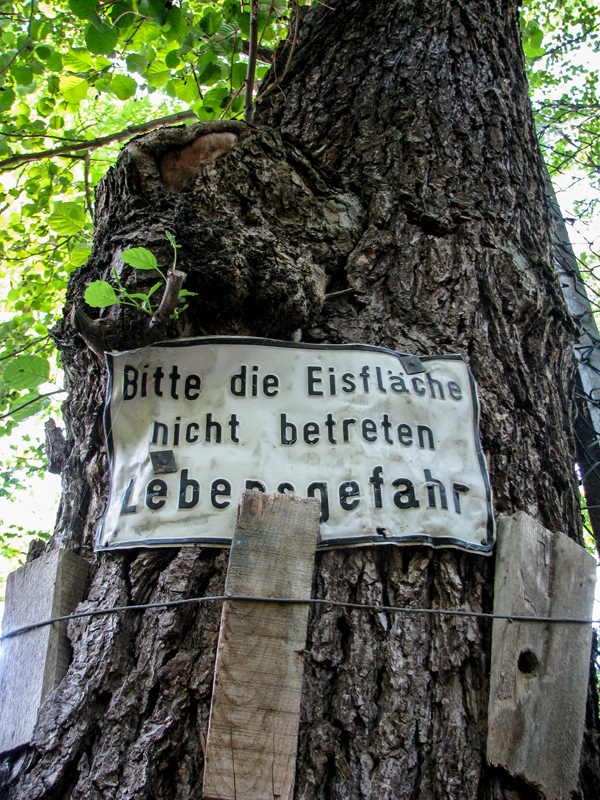 Bitte die Eisfläche
nicht betreten
Lebensgefahr